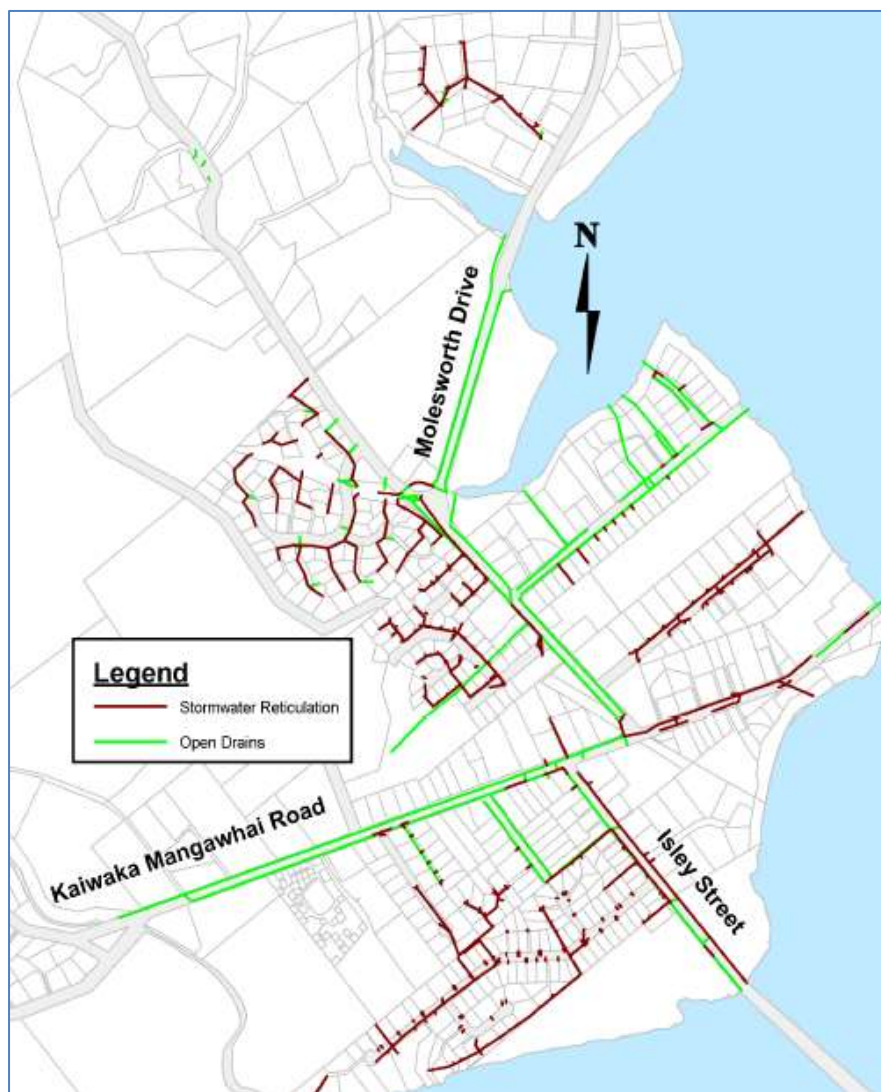 N
Molesworth Drive
Legend
Stormwater Reticulation
Open Drains
Kaiwaka Mangawhai Road
Isley Street